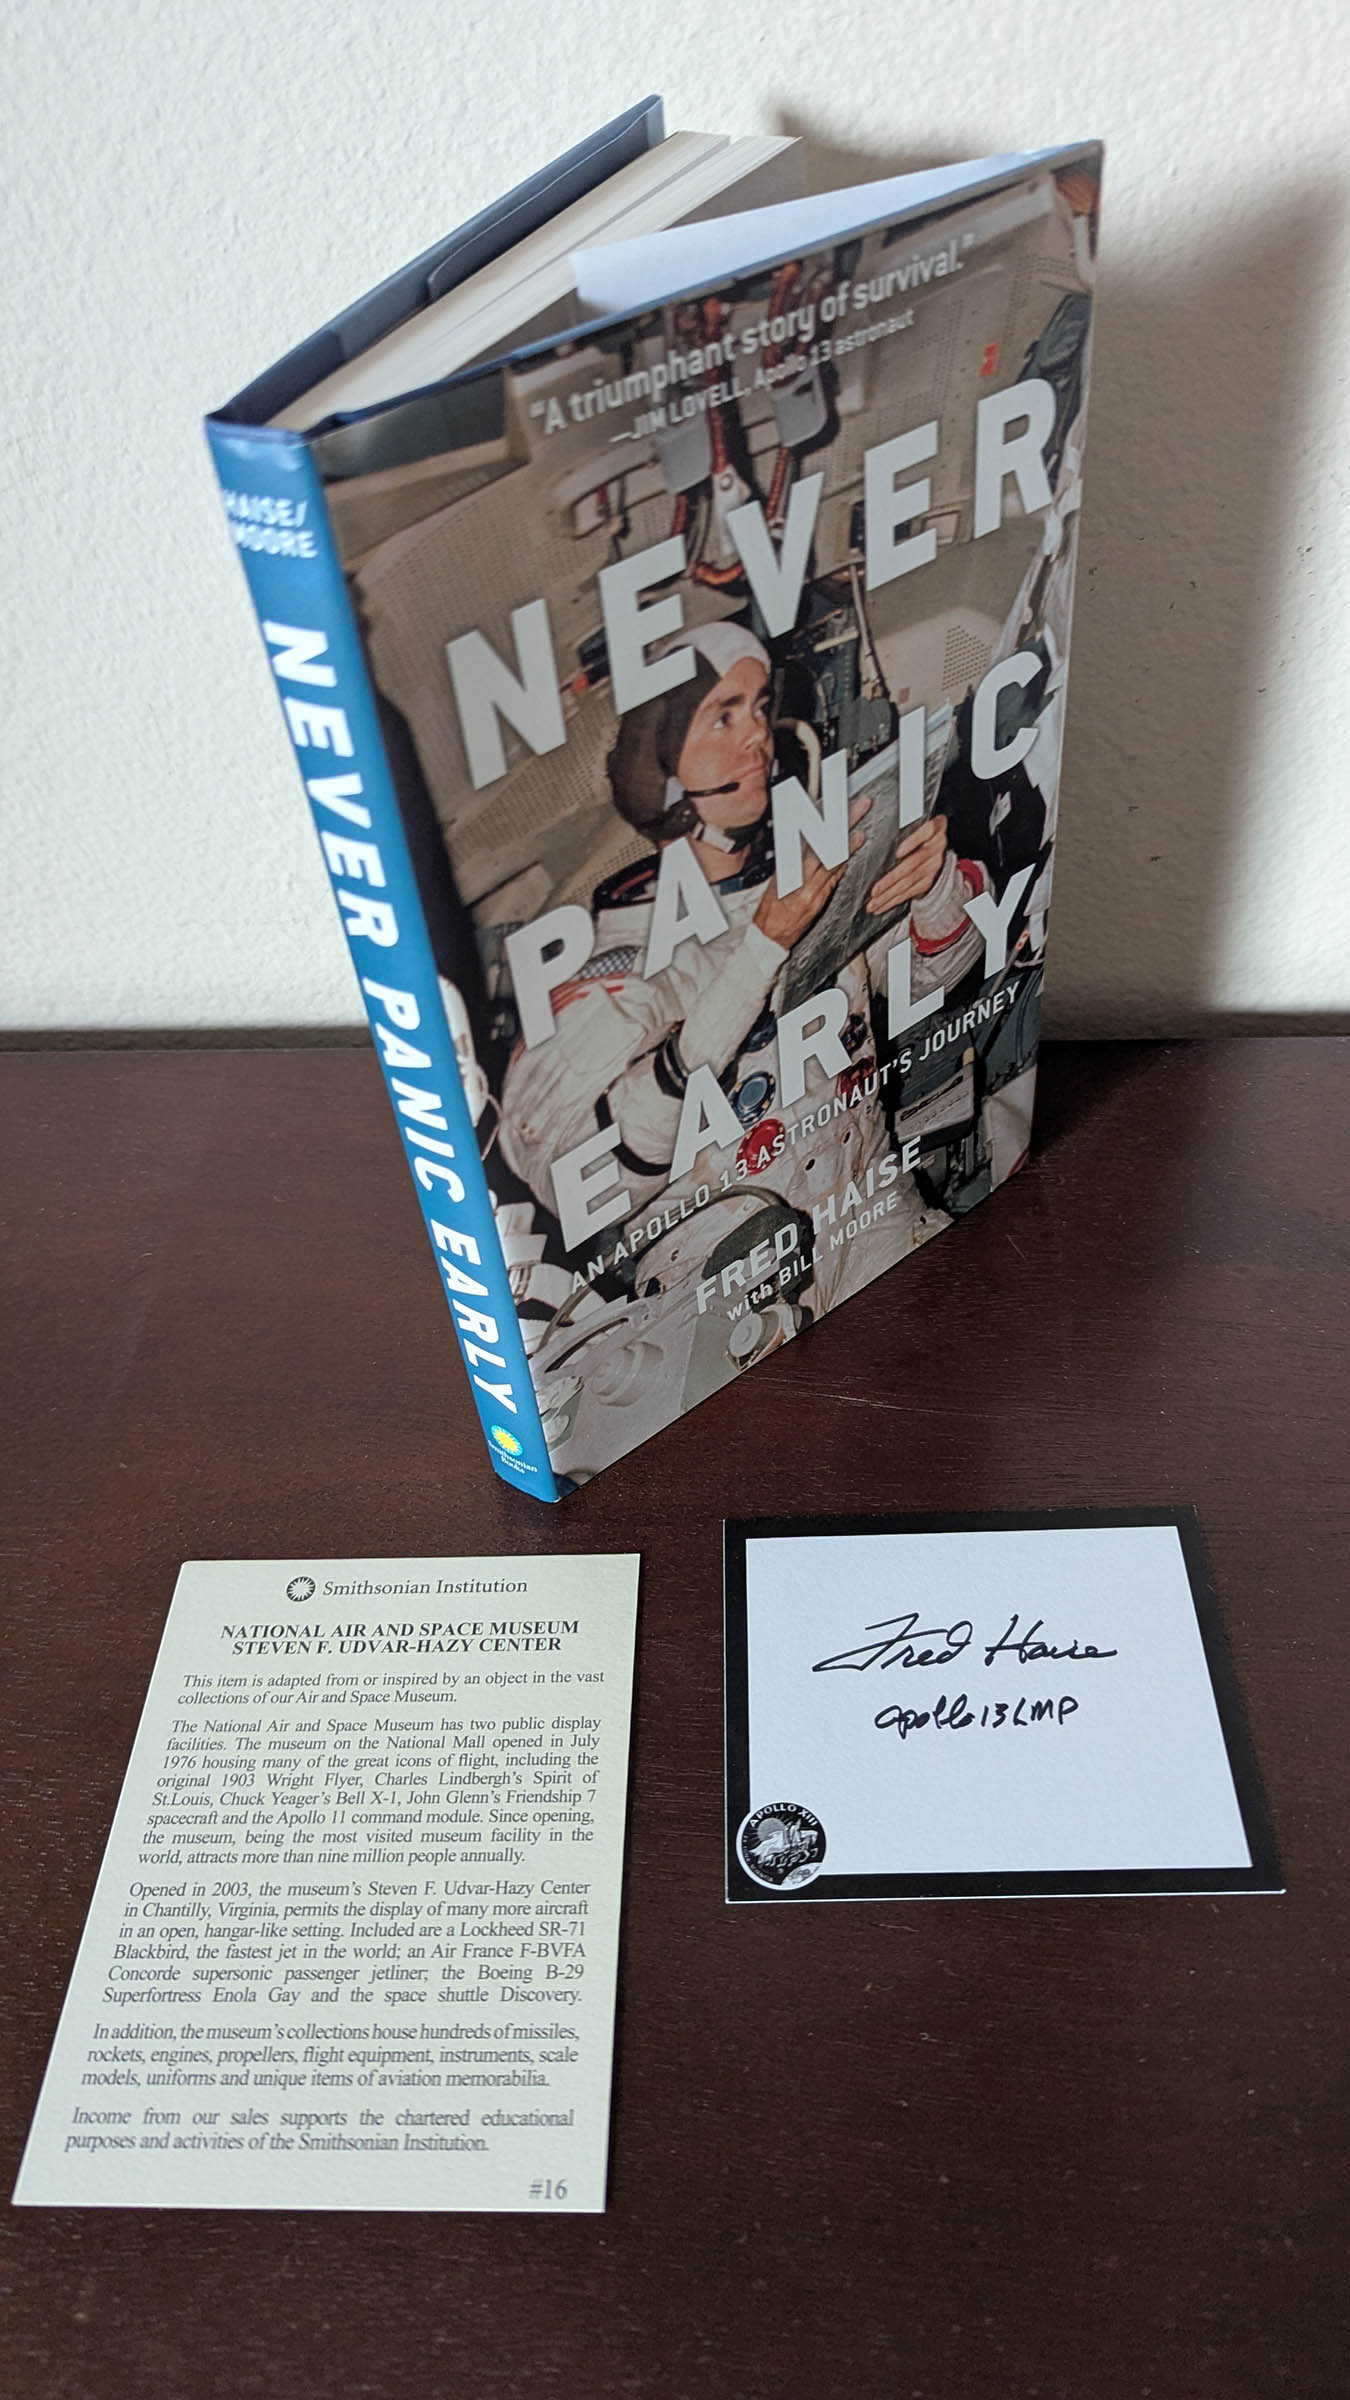 "A triumphant story of survival."
—JIM LOVELL, Apollo 13 astronaut
NEVER
PANIC
EARLY
AN APOLLO 13 ASTRONAUT'S JOURNEY
FRED HAISE
with BILL MOORE
HAISE/
MOORE
NEVER PANIC EARLY
Smithsonian
Books
Smithsonian Institution
NATIONAL AIR AND SPACE MUSEUM
STEVEN F. UDVAR-HAZY CENTER
This item is adapted from or inspired by an object in the vast
collections of our Air and Space Museum.
The National Air and Space Museum has two public display
facilities. The museum on the National Mall opened in July
1976 housing many of the great icons of flight, including the
original 1903 Wright Flyer, Charles Lindbergh's Spirit of
St.Louis, Chuck Yeager's Bell X-1, John Glenn's Friendship 7
spacecraft and the Apollo 11 command module. Since opening,
the museum, being the most visited museum facility in the
world, attracts more than nine million people annually.
Opened in 2003, the museum's Steven F. Udvar-Hazy Center
in Chantilly, Virginia, permits the display of many more aircraft
in an open, hangar-like setting. Included are a Lockheed SR-71
Blackbird, the fastest jet in the world; an Air France F-BVFA
Concorde supersonic passenger jetliner; the Boeing B-29
Superfortress Enola Gay and the space shuttle Discovery.
In addition, the museum's collections house hundreds of missiles,
rockets, engines, propellers, flight equipment, instruments, scale
models, uniforms and unique items of aviation memorabilia.
Income from our sales supports the chartered educational
purposes and activities of the Smithsonian Institution.
#16
Fred Haise
Apollo 13 LMP
APOLLO XIII